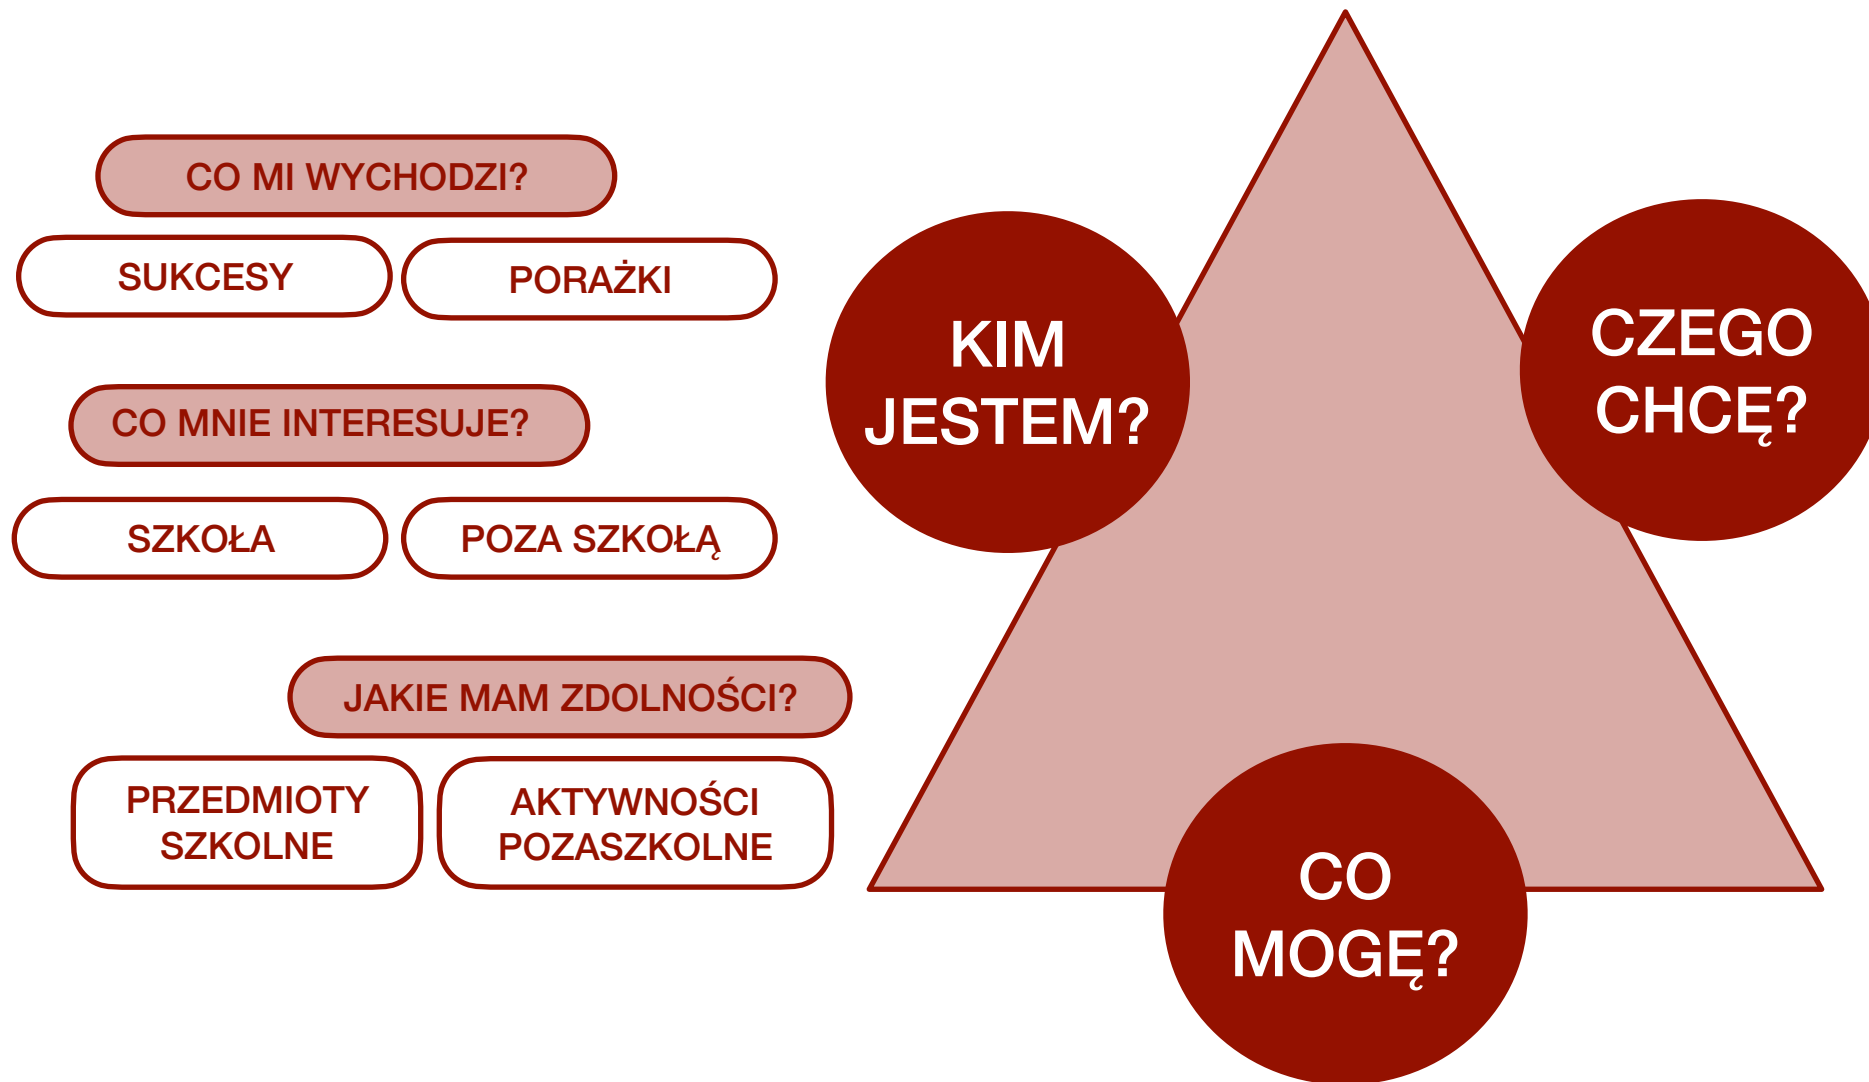 CO MI WYCHODZI?
SUKCESY
PORAŻKI
CO MNIE INTERESUJE?
SZKOŁA
POZA SZKOŁĄ
JAKIE MAM ZDOLNOŚCI?
PRZEDMIOTY
SZKOLNE
AKTYWNOŚCI
POZASZKOLNE
KIM
JESTEM?
CZEGO
CHCĘ?
CO
MOGĘ?